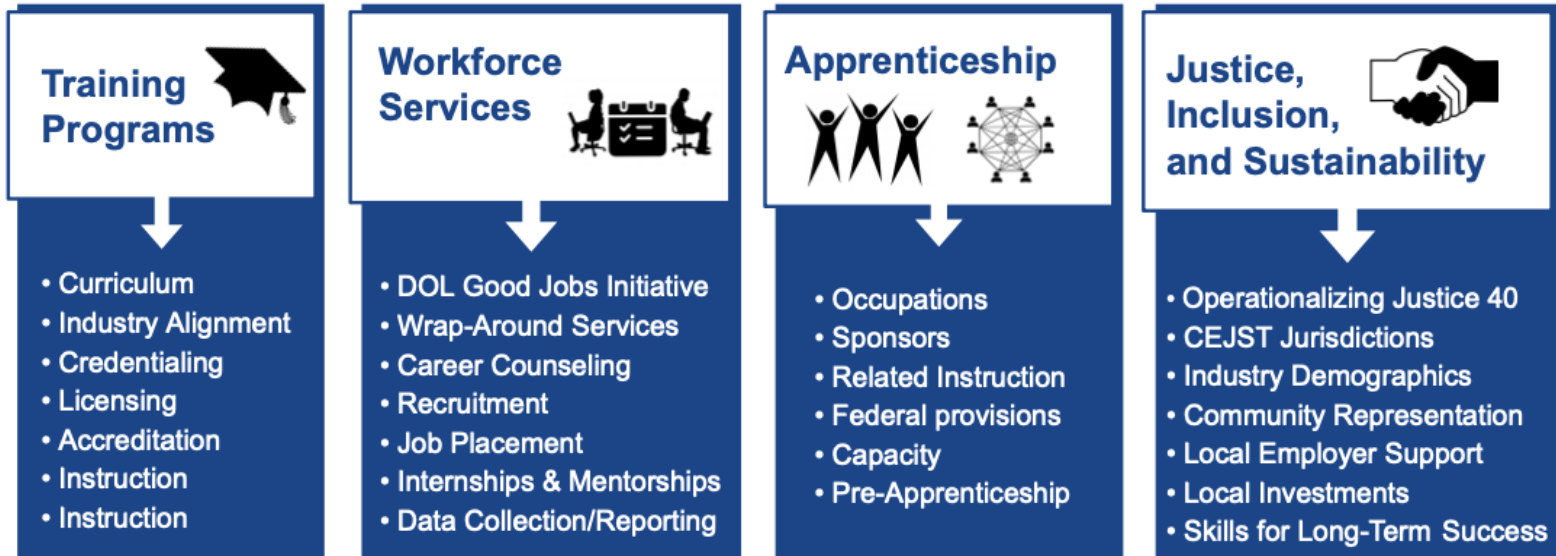 Training
Programs
• Curriculum
• Industry Alignment
• Credentialing
• Licensing
• Accreditation
• Instruction
• Instruction
Workforce
Services
• DOL Good Jobs Initiative
• Wrap-Around Services
• Career Counseling
• Recruitment
• Job Placement
• Internships & Mentorships
• Data Collection/Reporting
Apprenticeship
• Occupations
• Sponsors
• Related Instruction
• Federal provisions
• Capacity
• Pre-Apprenticeship
Justice,
Inclusion,
and Sustainability
• Operationalizing Justice 40
• CEJST Jurisdictions
• Industry Demographics
• Community Representation
• Local Employer Support
• Local Investments
• Skills for Long-Term Success